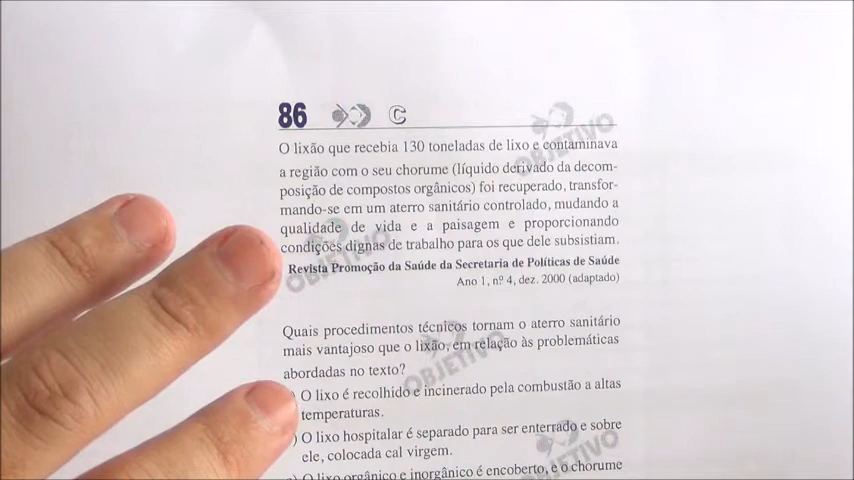 86 C
O lixão que recebia 130 toneladas de lixo e contaminava
a região com o seu chorume (líquido derivado da decom-
posição de compostos orgânicos) foi recuperado, transfor-
mando-se em um aterro sanitário controlado, mudando a
qualidade de vida e a paisagem e proporcionando
condições dignas de trabalho para os que dele subsistiam.
Revista Promoção da Saúde da Secretaria de Políticas de Saúde
Ano 1, nº 4, dez. 2000 (adaptado)
Quais procedimentos técnicos tornam o aterro sanitário
mais vantajoso que o lixão, em relação às problemáticas
abordadas no texto?
) O lixo é recolhido e incinerado pela combustão a altas
temperaturas.
) O lixo hospitalar é separado para ser enterrado e sobre
ele, colocada cal virgem.
) O lixo orgânico e inorgânico é encoberto, e o chorume
OBJETIVO
OBJETIVO
OBJETIVO
OBJETIVO